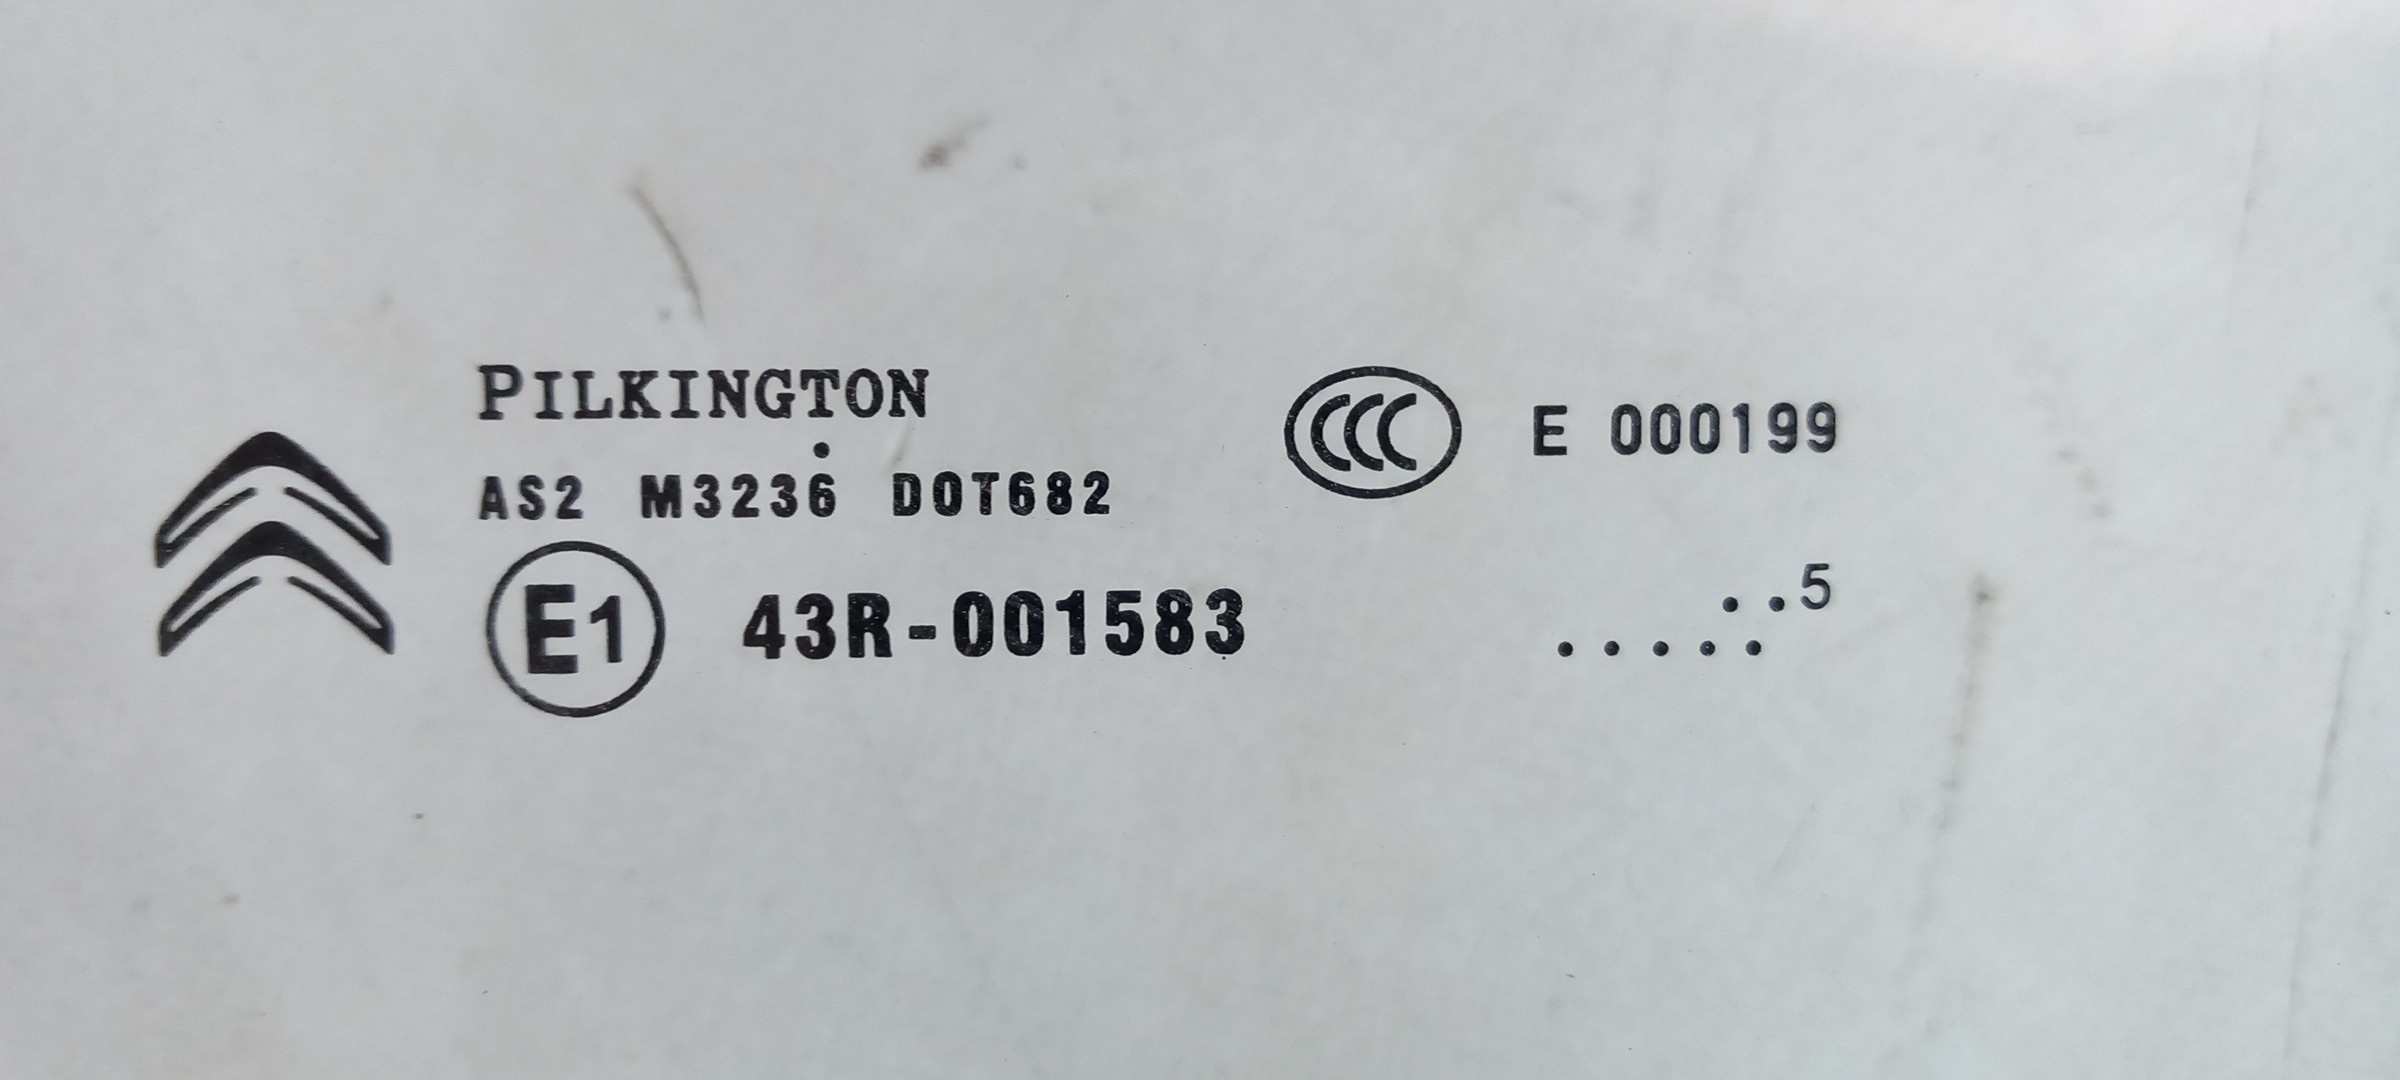 PILKINGTON
AS2 M3236 DOT682
E1 43R-001583
CCC E 000199
. .5
. . . . .